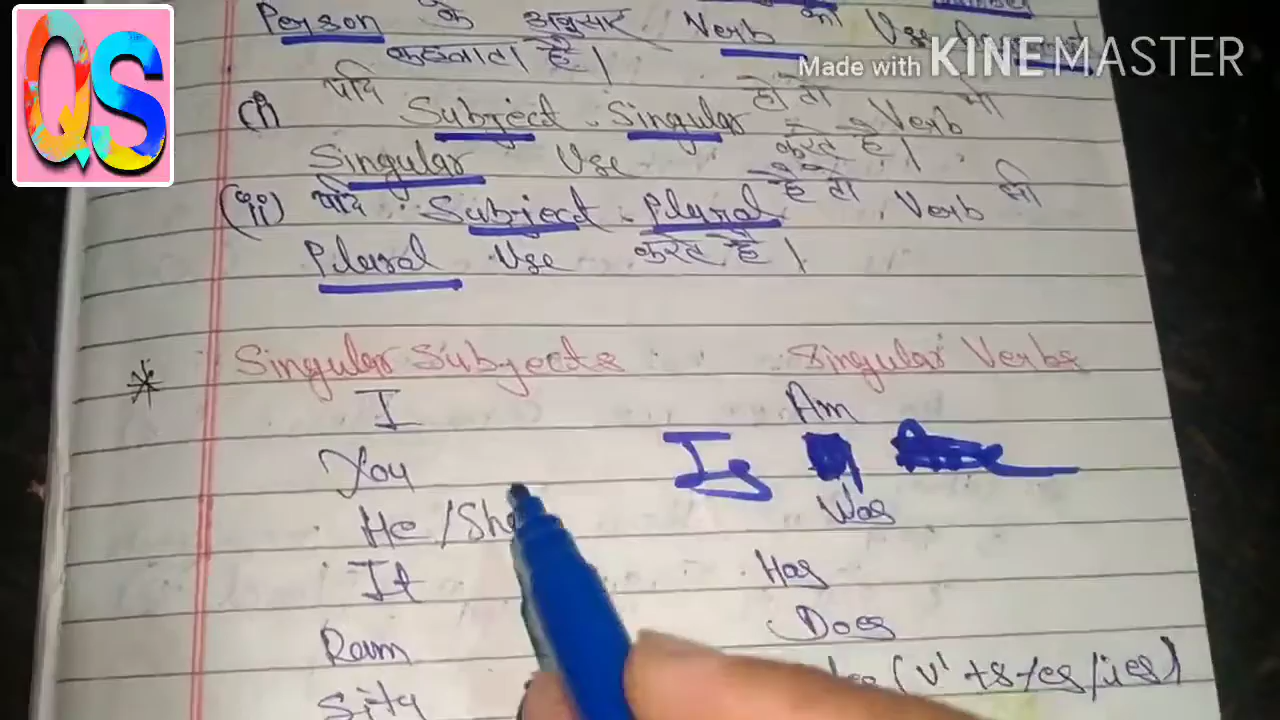 QS
Made with KINEMASTER
Person के अनुसार Verb का Use
कहलाता है।
(i) यदि Subject - Singular हो तो Verb भी
Singular Use करते है।
(ii) यदि Subject - Plural है तो Verb भी
Plural Use करते है।
* Singular Subjects Singular Verbs
I Am
You Is
He /She Was
It Has
Ram Does
Sita (V¹+s/es/ies)